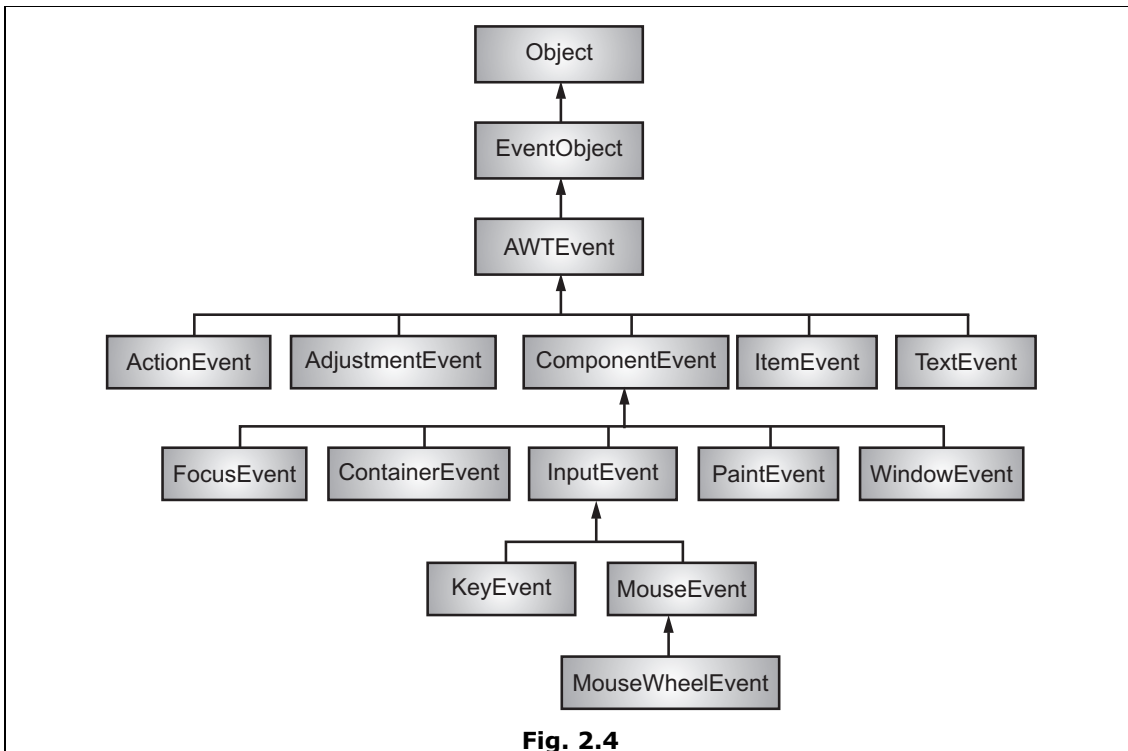 Object
EventObject
AWTEvent
ActionEvent AdjustmentEvent ComponentEvent ItemEvent TextEvent
FocusEvent ContainerEvent InputEvent PaintEvent WindowEvent
KeyEvent MouseEvent
MouseWheelEvent
Fig. 2.4